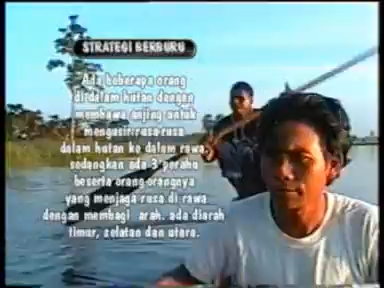 STRATEGI BERBURU
Ada beberapa orang
di dalam hutan dengan
membawa anjing untuk
mengusir rusa-rusa
dalam hutan ke dalam rawa,
sedangkan ada 3 perahu
beserta orang-orangnya
yang menjaga rusa di rawa
dengan membagi arah. ada diarah
timur, selatan dan utara.